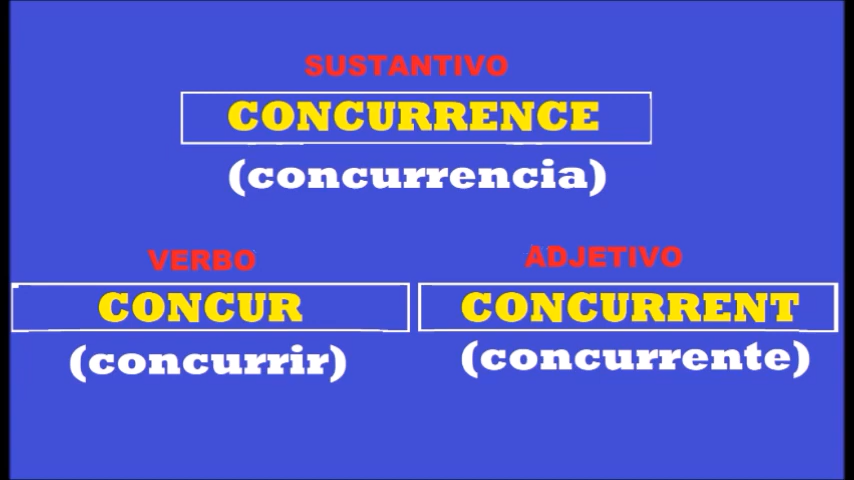 SUSTANTIVO
CONCURRENCE
(concurrencia)
VERBO
CONCUR
(concurrir)
ADJETIVO
CONCURRENT
(concurrente)